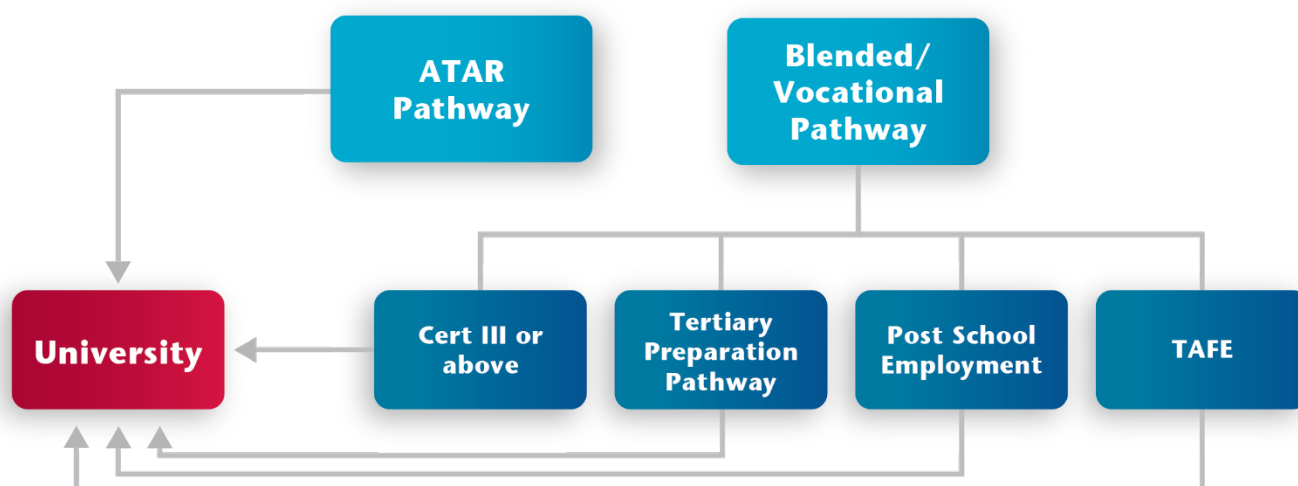 ATAR
Pathway
Blended/
Vocational
Pathway
University
Cert III or
above
Tertiary
Preparation
Pathway
Post School
Employment
TAFE